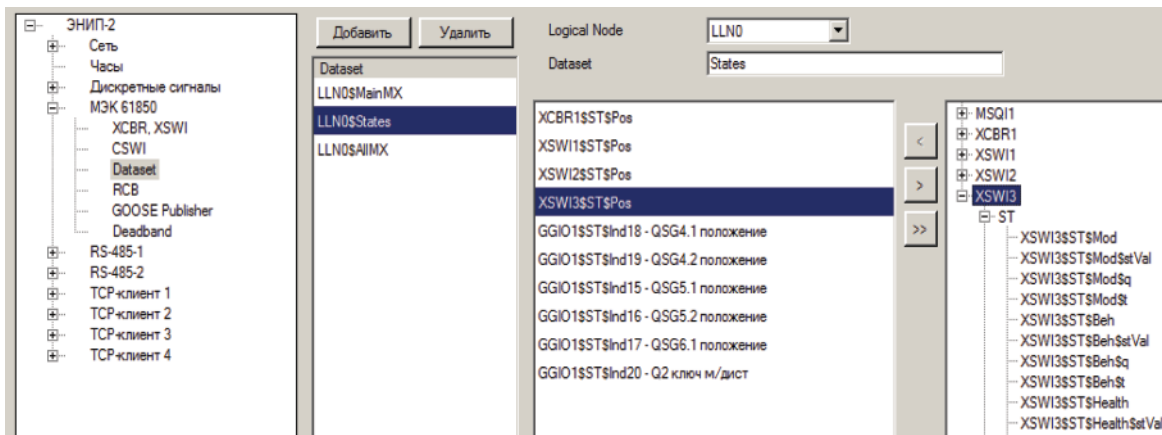 ЭНИП-2
Сеть
Часы
Дискретные сигналы
МЭК 61850
XCBR, XSWI
CSWI
Dataset
RCB
GOOSE Publisher
Deadband
RS-485-1
RS-485-2
TCP-клиент 1
TCP-клиент 2
TCP-клиент 3
TCP-клиент 4
Добавить
Удалить
Dataset
LLN0$MainMX
LLN0$States
LLN0$AllMX
Logical Node
LLN0
Dataset
States
XCBR1$ST$Pos
XSWI1$ST$Pos
XSWI2$ST$Pos
XSWI3$ST$Pos
GGIO1$ST$Ind18 - QSG4.1 положение
GGIO1$ST$Ind19 - QSG4.2 положение
GGIO1$ST$Ind15 - QSG5.1 положение
GGIO1$ST$Ind16 - QSG5.2 положение
GGIO1$ST$Ind17 - QSG6.1 положение
GGIO1$ST$Ind20 - Q2 ключ м/дист
<
>
>>
MSQI1
XCBR1
XSWI1
XSWI2
XSWI3
ST
XSWI3$ST$Mod
XSWI3$ST$Mod$stVal
XSWI3$ST$Mod$q
XSWI3$ST$Mod$t
XSWI3$ST$Beh
XSWI3$ST$Beh$stVal
XSWI3$ST$Beh$q
XSWI3$ST$Beh$t
XSWI3$ST$Health
XSWI3$ST$Health$stVal